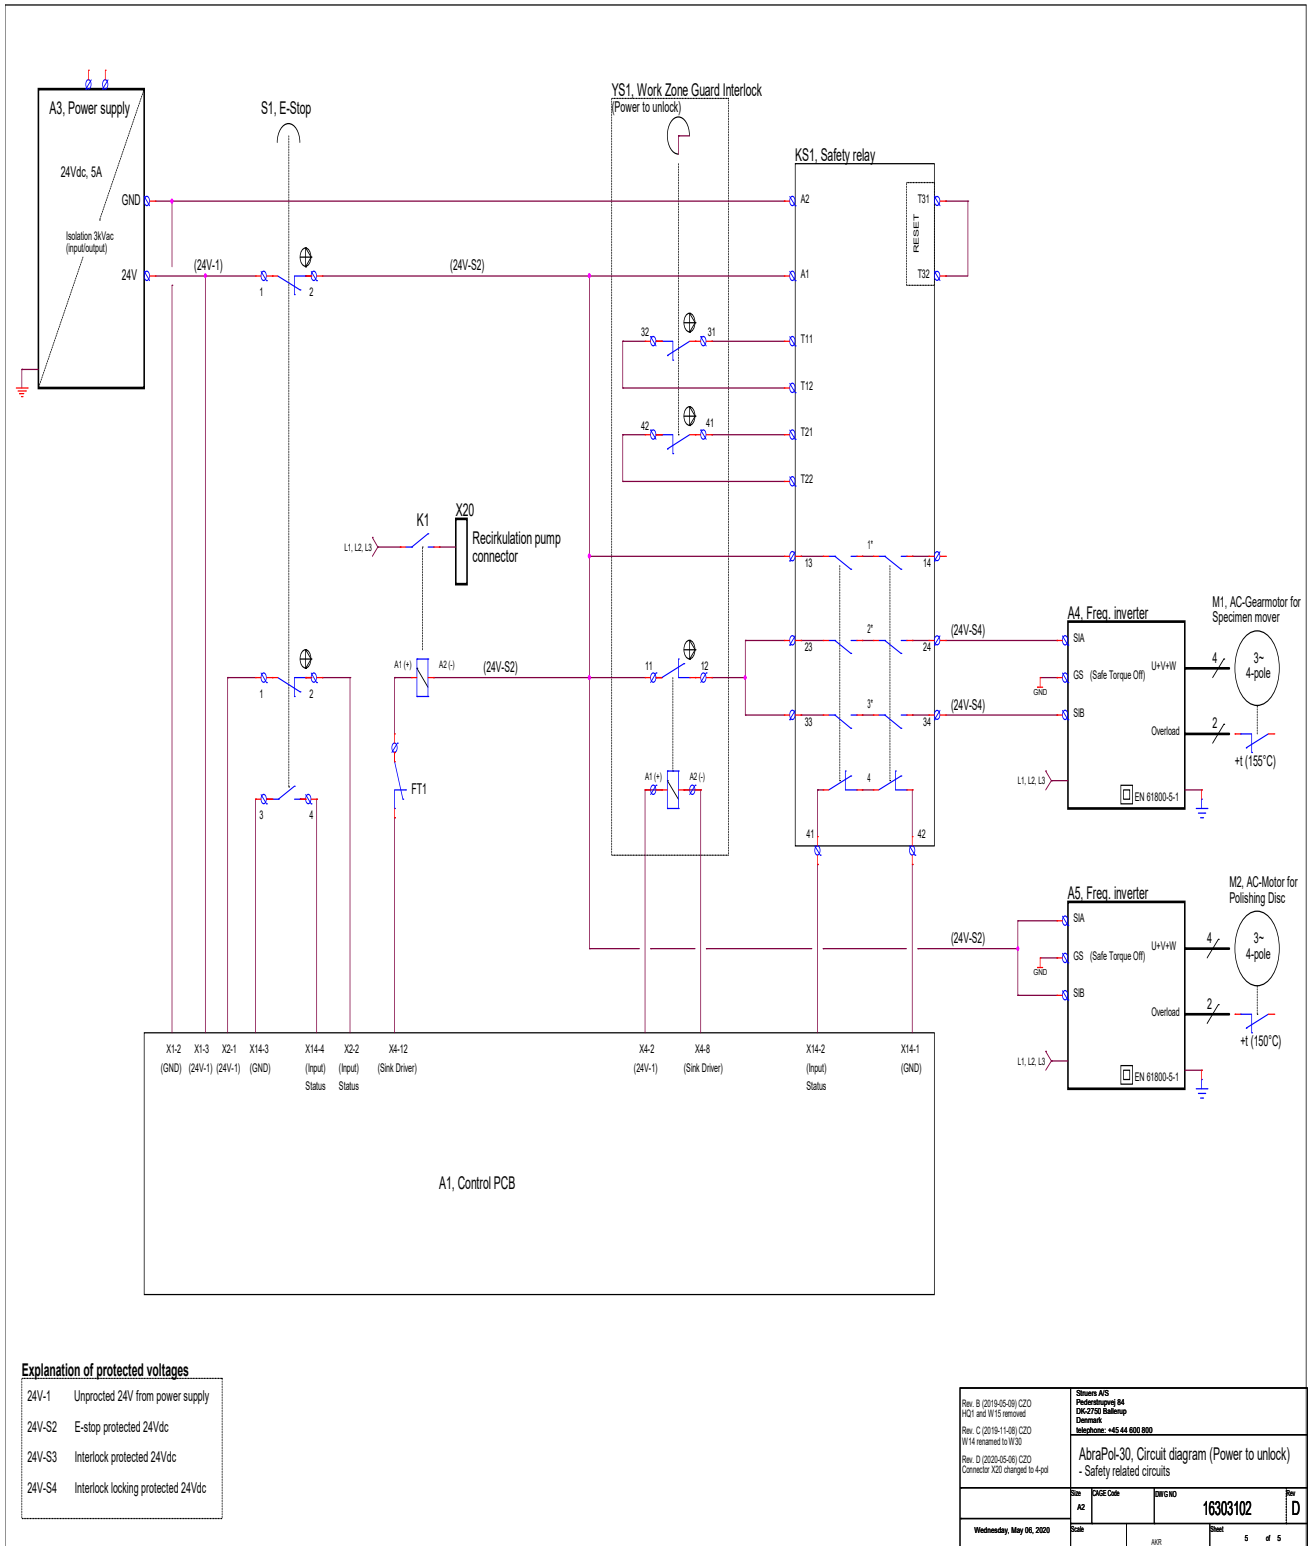 YS1, Work Zone Guard Interlock
(Power to unlock)
A3, Power supply
24Vdc, 5A
GND
Isolation 3kVac
(input/output)
24V
(24V-1)
S1, E-Stop
1
2
(24V-S2)
KS1, Safety relay
A2
T31
RESET
A1
T32
32
31
T11
T12
42
41
T21
T22
K1
X20
L1, L2, L3
Recirkulation pump
connector
13
1*
14
23
2*
24
(24V-S4)
33
3*
34
(24V-S4)
4
41
42
A1 (+)
A2 (-)
(24V-S2)
11
12
1
2
A1 (+)
A2 (-)
FT1
3
4
A4, Freq. inverter
SIA
GS (Safe Torque Off)
GND
SIB
U+V+W
4
Overload
2
L1, L2, L3
EN 61800-5-1
M1, AC-Gearmotor for
Specimen mover
3~
4-pole
+t (155°C)
A5, Freq. inverter
(24V-S2)
SIA
GS (Safe Torque Off)
GND
SIB
U+V+W
4
Overload
2
L1, L2, L3
EN 61800-5-1
M2, AC-Motor for
Polishing Disc
3~
4-pole
+t (150°C)
X1-2 X1-3 X2-1 X14-3 X14-4 X2-2 X4-12 X4-2 X4-8 X14-2 X14-1
(GND) (24V-1) (24V-1) (GND) (Input) (Input) (Sink Driver) (24V-1) (Sink Driver) (Input) (GND)
Status Status Status
A1, Control PCB
Explanation of protected voltages
24V-1 Unprocted 24V from power supply
24V-S2 E-stop protected 24Vdc
24V-S3 Interlock protected 24Vdc
24V-S4 Interlock locking protected 24Vdc
Rev. B (2019-05-09) CZO
HQ1 and W15 removed
Rev. C (2019-11-08) CZO
W14 renamed to W30
Rev. D (2020-05-06) CZO
Connector X20 changed to 4-pol
Wednesday, May 06, 2020
Struers A/S
Pederstrupvej 84
DK-2750 Ballerup
Denmark
telephone: +45 44 600 800
AbraPol-30, Circuit diagram (Power to unlock)
- Safety related circuits
Size
A2
CAGE Code
DWG NO
16303102
Rev
D
Scale
AKR
Sheet
5 of 5